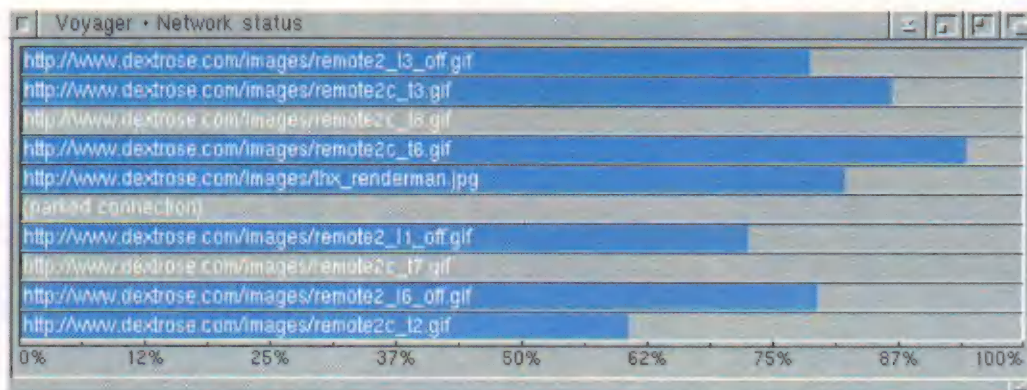 Voyager • Network status
http://www.dextrose.com/images/remote2_l3_off.gif
http://www.dextrose.com/images/remote2c_t3.gif
http://www.dextrose.com/images/remote2c_t8.gif
http://www.dextrose.com/images/remote2c_t6.gif
http://www.dextrose.com/images/thx_renderman.jpg
(parked connection)
http://www.dextrose.com/images/remote2_l1_off.gif
http://www.dextrose.com/images/remote2c_t7.gif
http://www.dextrose.com/images/remote2_l6_off.gif
http://www.dextrose.com/images/remote2c_t2.gif
0% 12% 25% 37% 50% 62% 75% 87% 100%